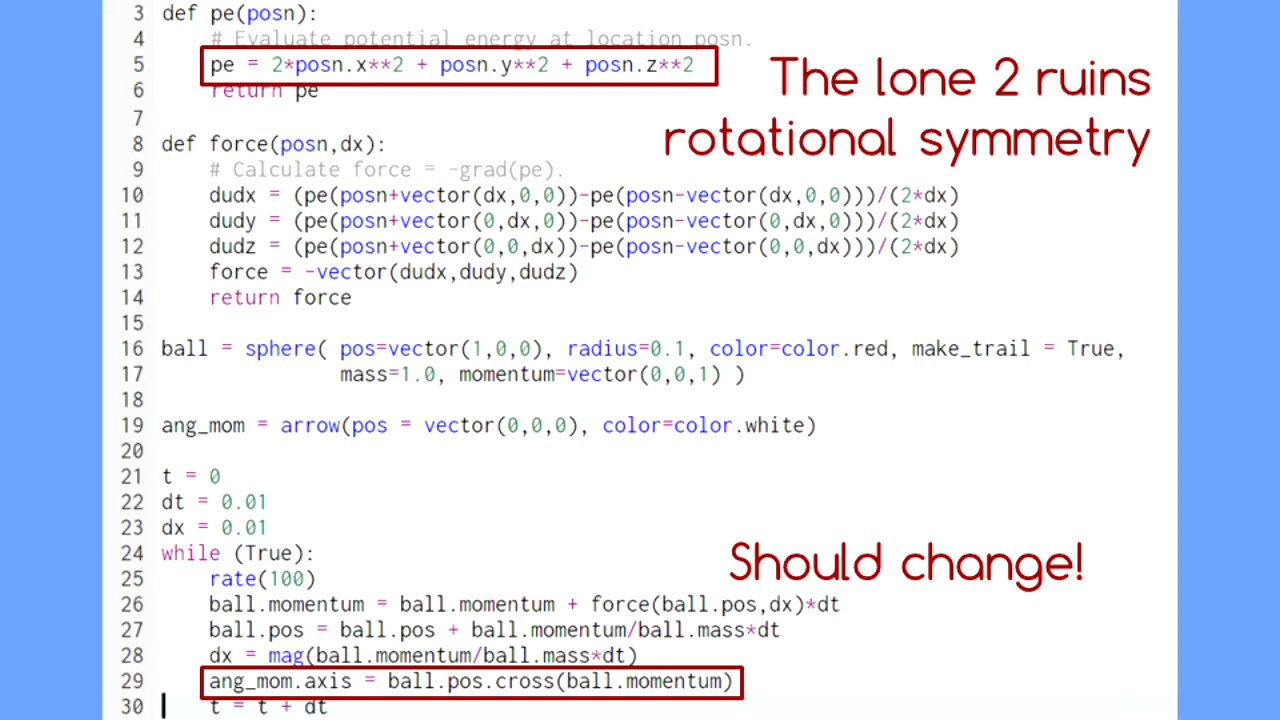 3 def pe(posn):
4     # Evaluate potential energy at location posn.
5     pe = 2*posn.x**2 + posn.y**2 + posn.z**2
6     return pe
The lone 2 ruins
rotational symmetry
7
8 def force(posn,dx):
9     # Calculate force = -grad(pe).
10     dudx = (pe(posn+vector(dx,0,0))-pe(posn-vector(dx,0,0)))/(2*dx)
11     dudy = (pe(posn+vector(0,dx,0))-pe(posn-vector(0,dx,0)))/(2*dx)
12     dudz = (pe(posn+vector(0,0,dx))-pe(posn-vector(0,0,dx)))/(2*dx)
13     force = -vector(dudx,dudy,dudz)
14     return force
15
16 ball = sphere( pos=vector(1,0,0), radius=0.1, color=color.red, make_trail = True,
17                mass=1.0, momentum=vector(0,0,1) )
18
19 ang_mom = arrow(pos = vector(0,0,0), color=color.white)
20
21 t = 0
22 dt = 0.01
23 dx = 0.01
24 while (True):
Should change!
25     rate(100)
26     ball.momentum = ball.momentum + force(ball.pos,dx)*dt
27     ball.pos = ball.pos + ball.momentum/ball.mass*dt
28     dx = mag(ball.momentum/ball.mass*dt)
29     ang_mom.axis = ball.pos.cross(ball.momentum)
30     t = t + dt